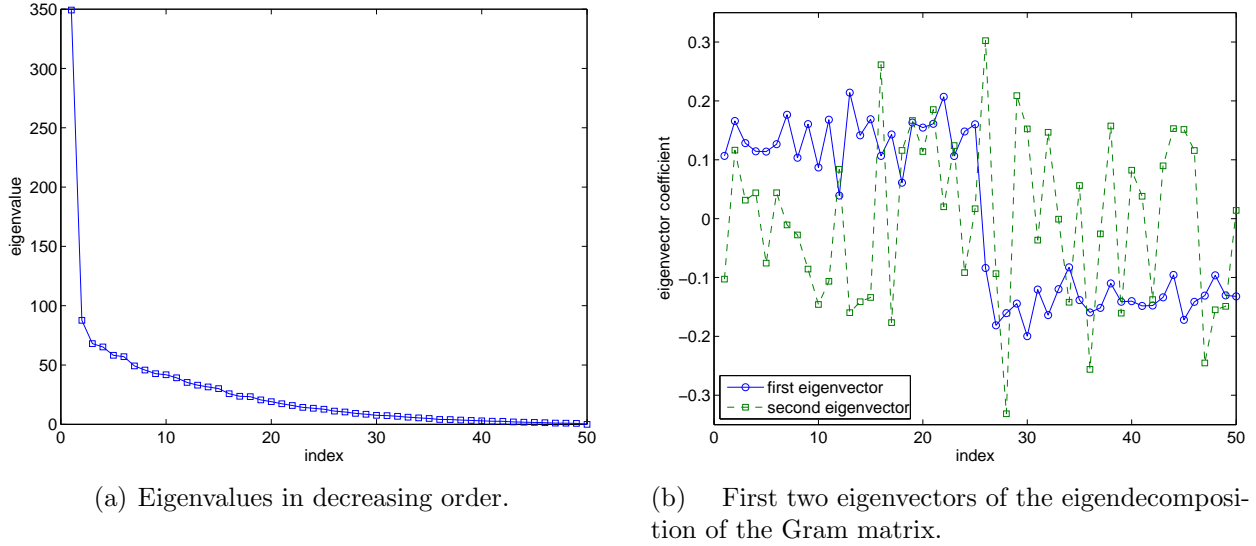 350
300
250
200
150
100
50
0
eigenvalue
0 10 20 30 40 50
index
0.3
0.2
0.1
0
−0.1
−0.2
−0.3
eigenvector coefficient
first eigenvector
second eigenvector
0 10 20 30 40 50
index
(a) Eigenvalues in decreasing order.
(b) First two eigenvectors of the eigendecomposi-
tion of the Gram matrix.